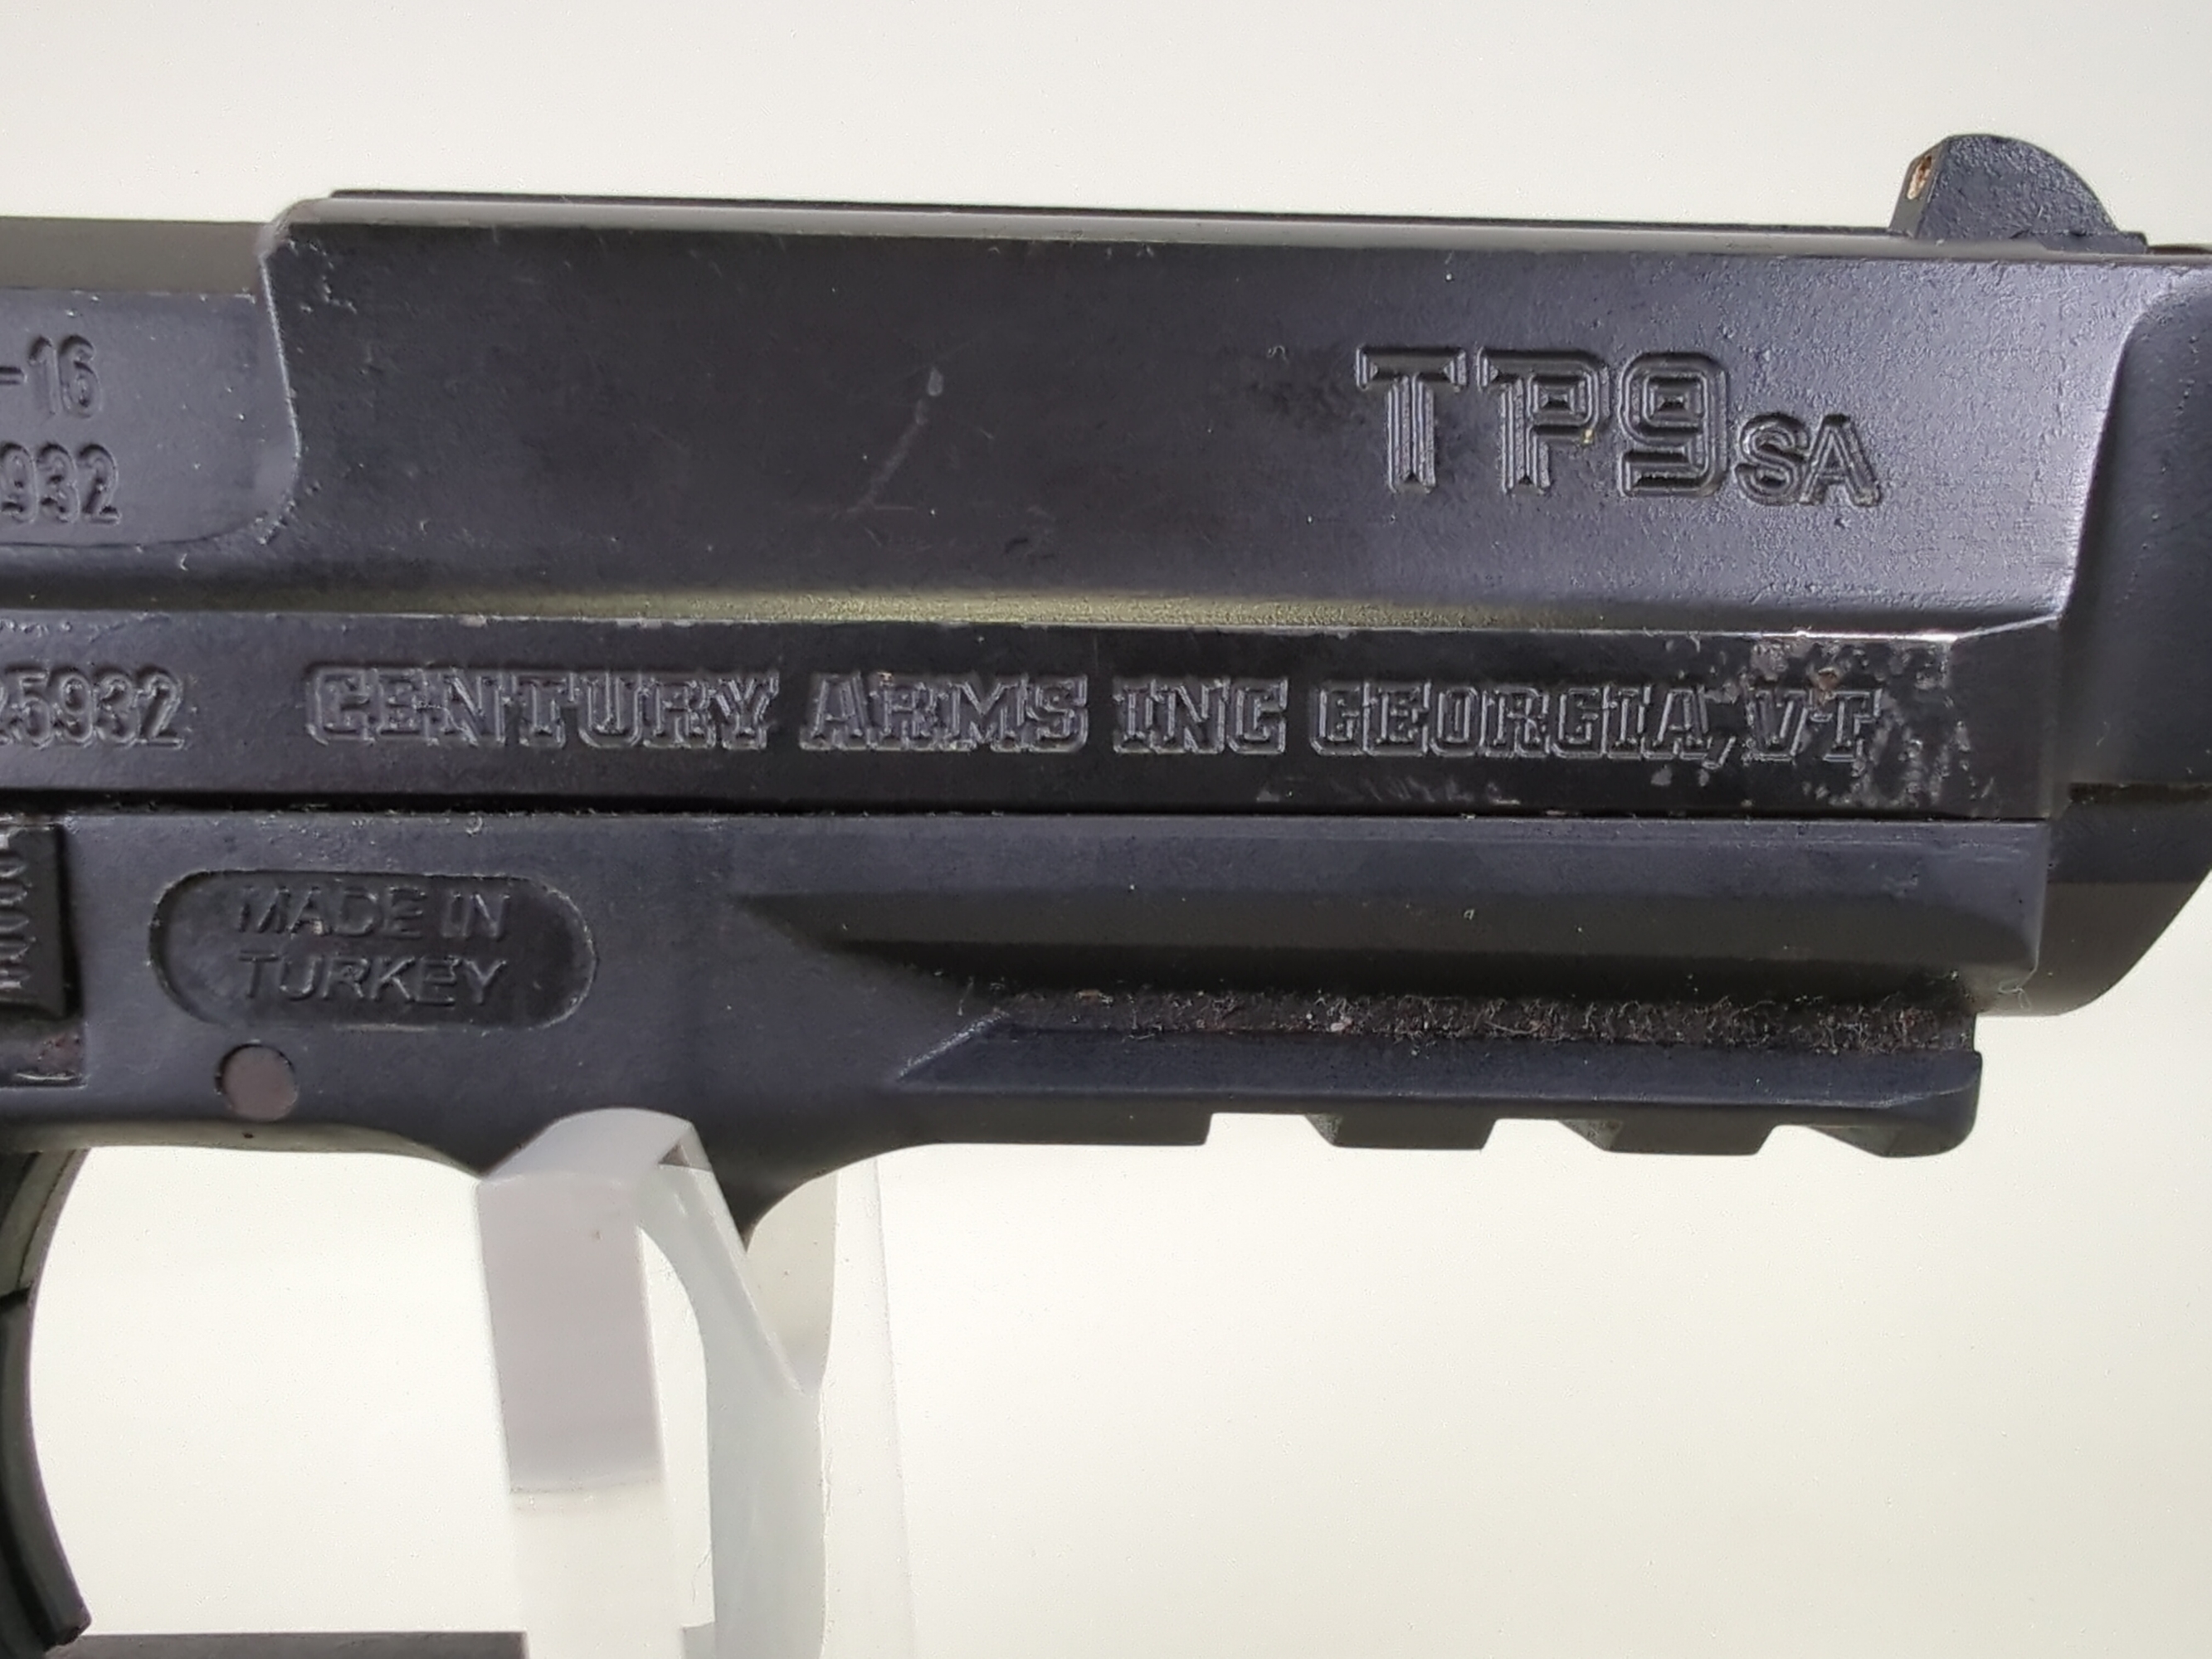 -16
TP9SA
932
25932 CENTURY ARMS INC GEORGIA, VT
MADE IN
TURKEY